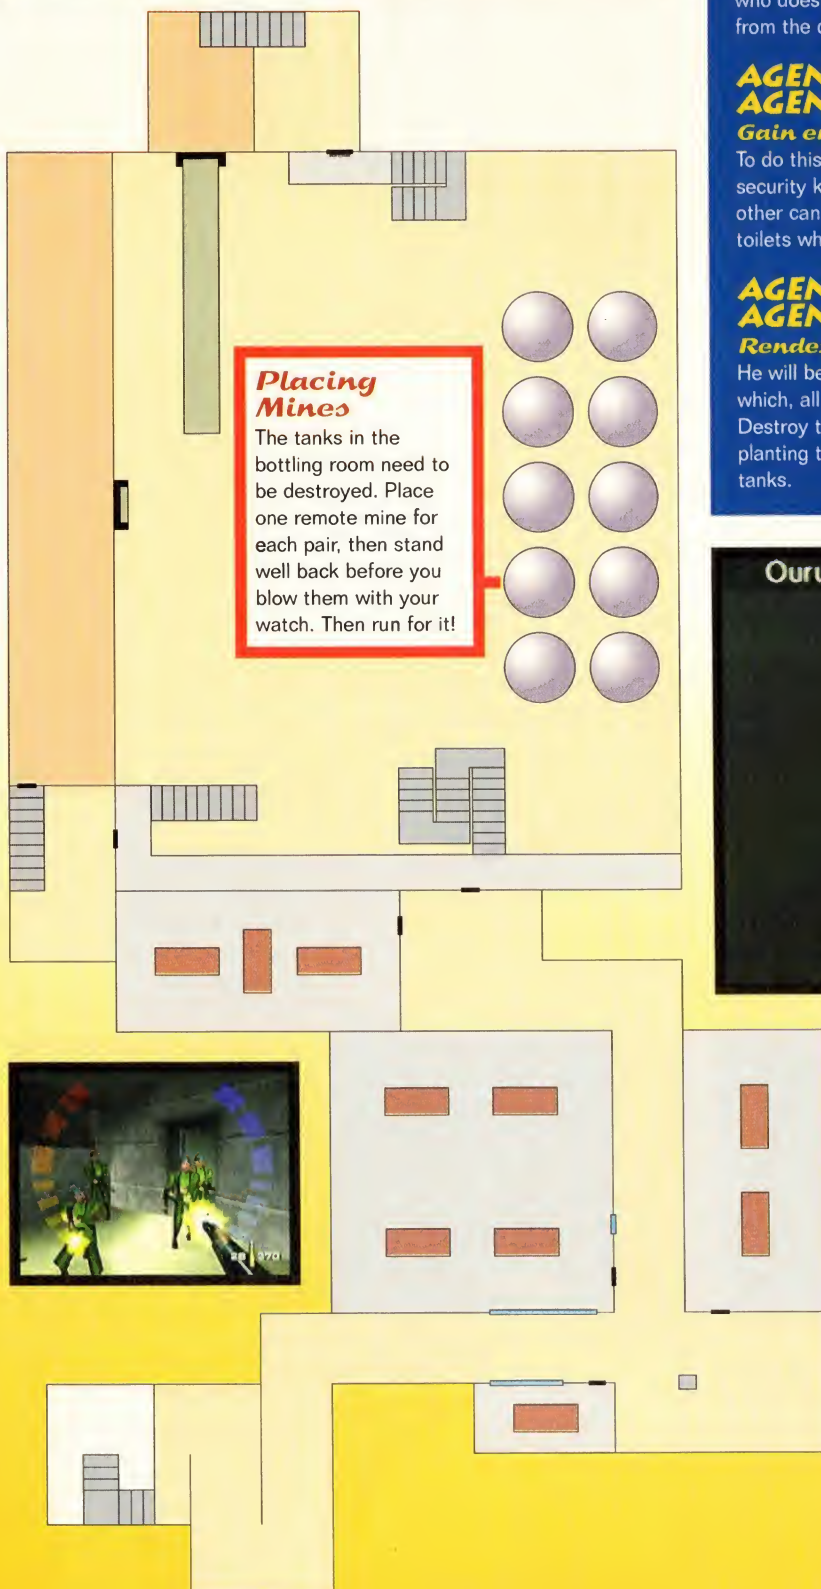 from the
AGEN
AGEN
Gain
To do this
security k
other can
toilets wh
AGEN
AGEN
Rende
He will be
which, all
Destroy t
planting t
tanks.
Placing
Mines
The tanks in the
bottling room need to
be destroyed. Place
one remote mine for
each pair, then stand
well back before you
blow them with your
watch. Then run for it!
Ouru
370